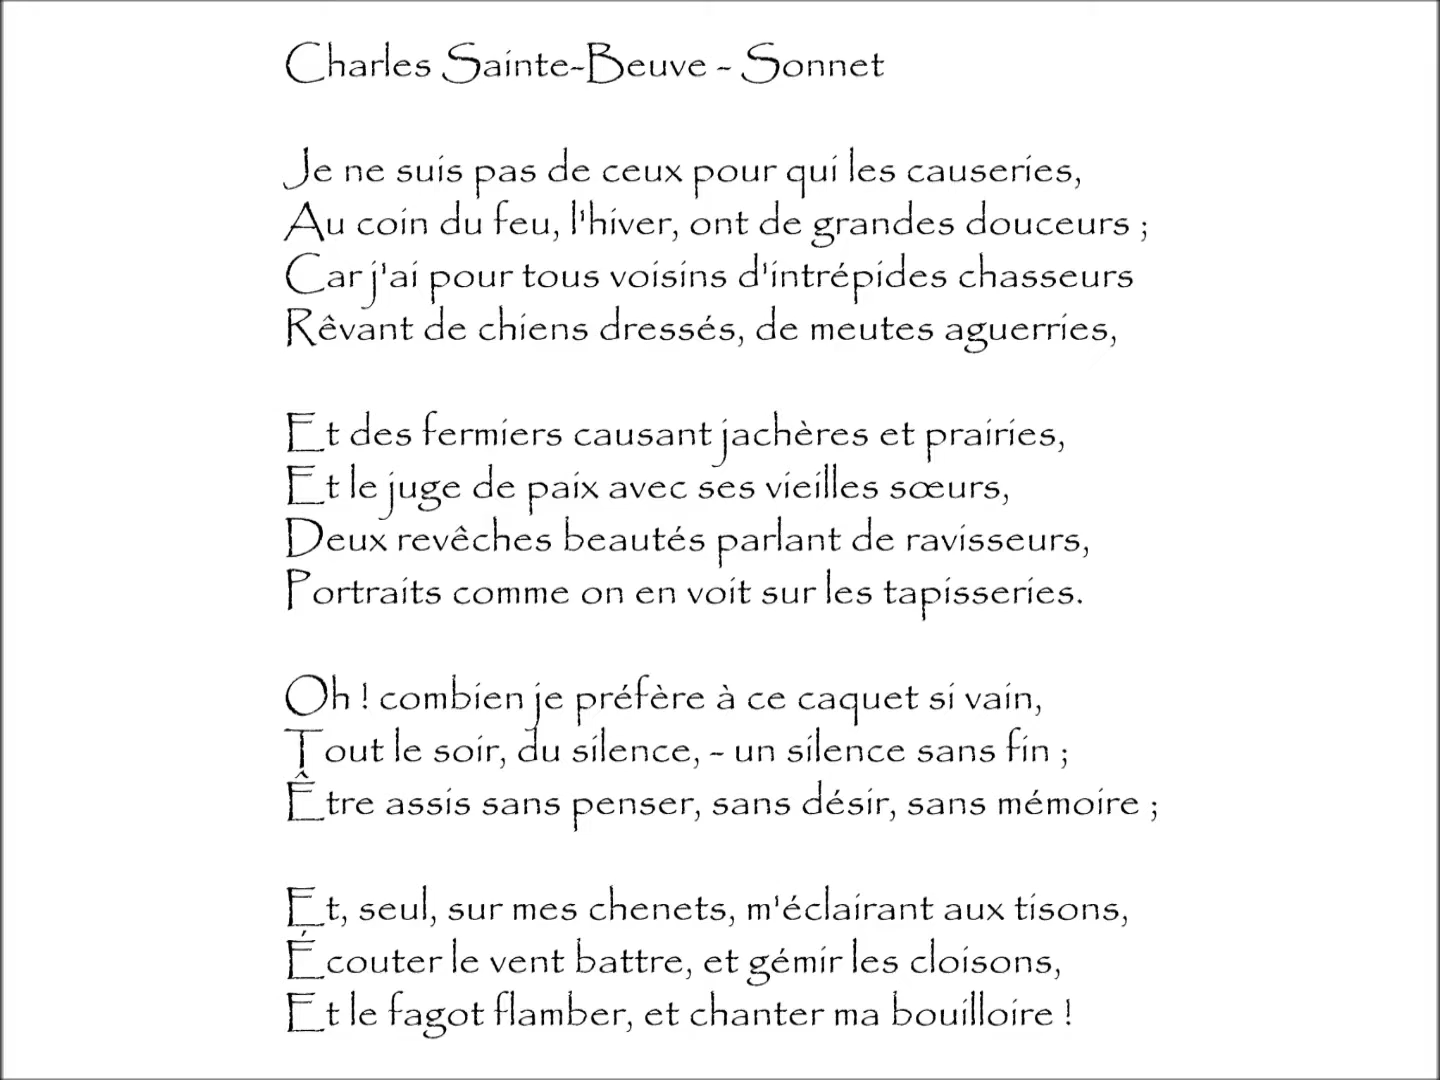 Charles Sainte-Beuve - Sonnet
Je ne suis pas de ceux pour qui les causeries,
Au coin du feu, l'hiver, ont de grandes douceurs ;
Car j'ai pour tous voisins d'intrépides chasseurs
Rêvant de chiens dressés, de meutes aguerries,
Et des fermiers causant jachères et prairies,
Et le juge de paix avec ses vieilles sœurs,
Deux revêches beautés parlant de ravisseurs,
Portraits comme on en voit sur les tapisseries.
Oh ! combien je préfère à ce caquet si vain,
Tout le soir, du silence, - un silence sans fin ;
Être assis sans penser, sans désir, sans mémoire ;
Et, seul, sur mes chenets, m'éclairant aux tisons,
Écouter le vent battre, et gémir les cloisons,
Et le fagot flamber, et chanter ma bouilloire !